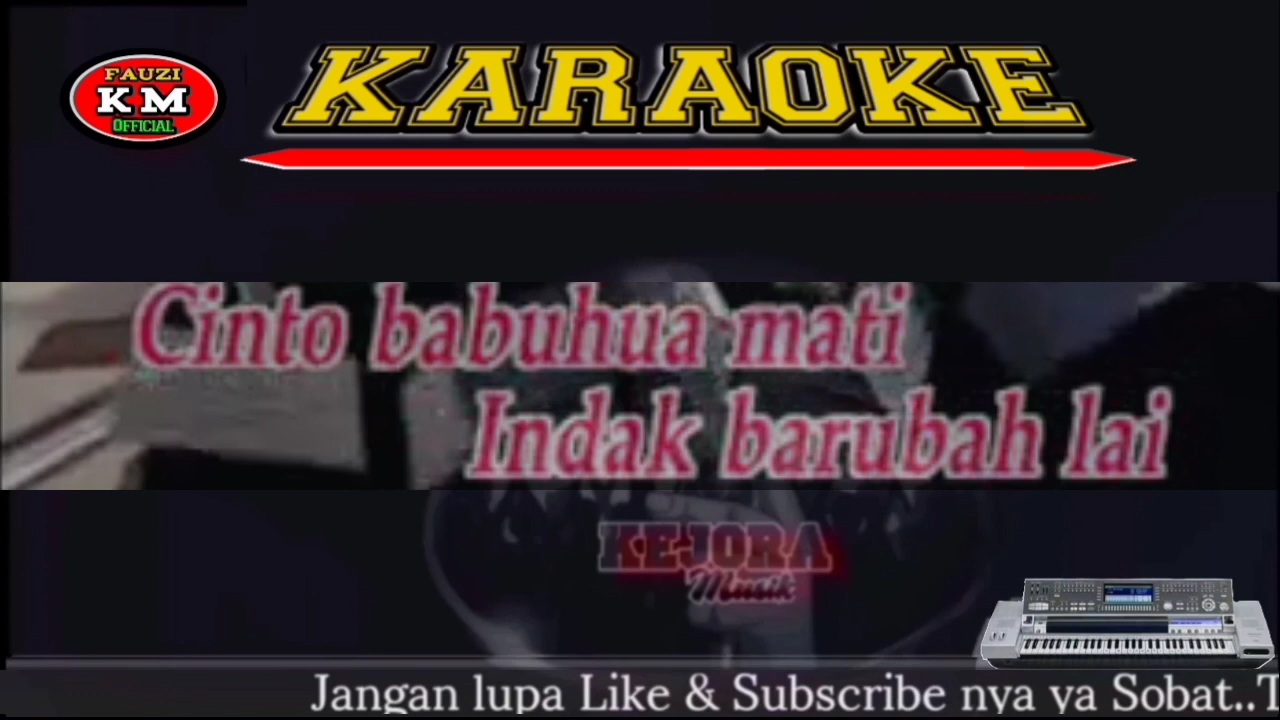 FAUZI
KM
OFFICIAL
KARAOKE
Cinto babuhua mati
Indak barubah lai
KEJORA
Musik
Jangan lupa Like & Subscribe nya ya Sobat..T